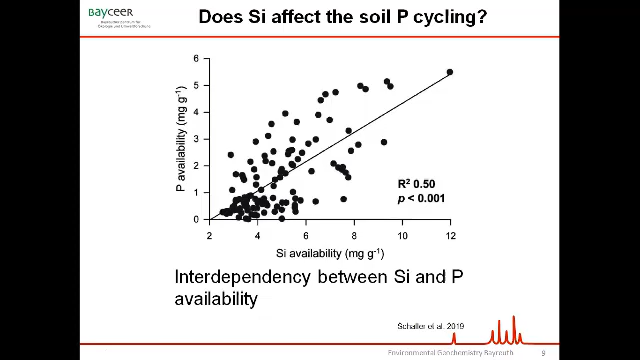 BAYCEER
Does Si affect the soil P cycling?
6
5
4
3
2
1
0
P availability (mg g-1)
R2 0.50
p < 0.001
2
4
6
8
10
12
Si availability (mg g-1)
Interdependency between Si and P
availability
Schaller et al. 2019
Environmental Geochemistry Bayreuth
9